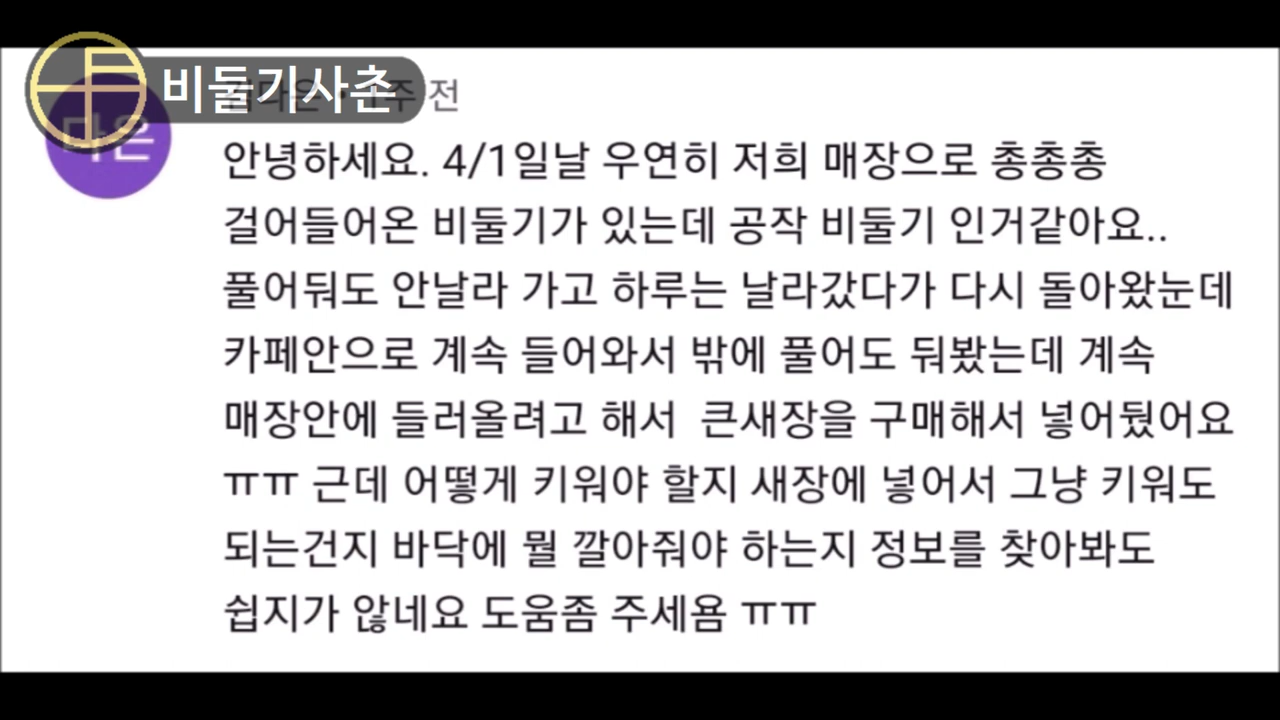 비둘기사촌
전
다은
안녕하세요. 4/1일날 우연히 저희 매장으로 총총총
걸어들어온 비둘기가 있는데 공작 비둘기 인거같아요..
풀어둬도 안날라 가고 하루는 날라갔다가 다시 돌아왔눈데
카페안으로 계속 들어와서 밖에 풀어도 둬봤는데 계속
매장안에 들러올려고 해서 큰새장을 구매해서 넣어뒀어요
ㅠㅠ 근데 어떻게 키워야 할지 새장에 넣어서 그냥 키워도
되는건지 바닥에 뭘 깔아줘야 하는지 정보를 찾아봐도
쉽지가 않네요 도움좀 주세욤 ㅠㅠ